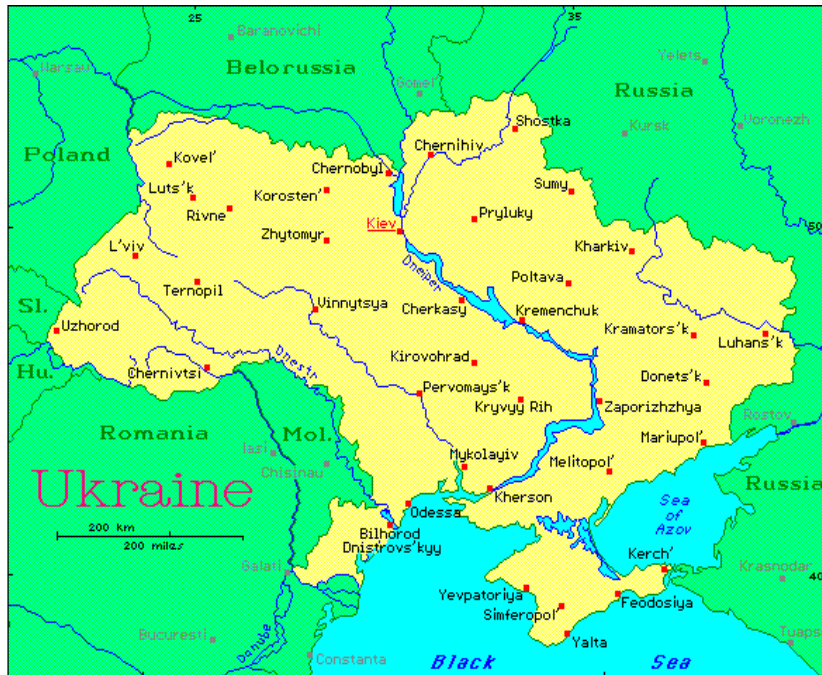 25
35
Baranovichi
Belorussia
Yelets
Warsaw
Gomel'
Russia
Shostka
Voronezh
Kursk
Chernihiv
Poland
Kovel'
Chernobyl
Luts'k
Korosten'
Sumy
Rivne
Pryluky
Kiev
50
Zhytomyr
Kharkiv
L'viv
Dneiper
Poltava
Ternopil
Vinnytsya
Cherkasy
Sl.
Kremenchuk
Uzhorod
Kramators'k
Luhans'k
Dnestr
Kirovohrad
Hu.
Chernivtsi
Donets'k
Pervomays'k
Kryvyy Rih
Zaporizhzhya
Rostov
Romania
Mol.
Mariupol'
Iasi
Mykolayiv
Chisinau
Melitopol'
Ukraine
Russia
Kherson
Sea
of
Azov
Odessa
200 km
200 miles
Bilhorod
Dnistrovs'kyy
Kerch'
Galati
Krasnodar
40
Yevpatoriya
Feodosiya
Simferopol'
Bucuresti
Yalta
Tuaps
Danube
Constanta
Black Sea